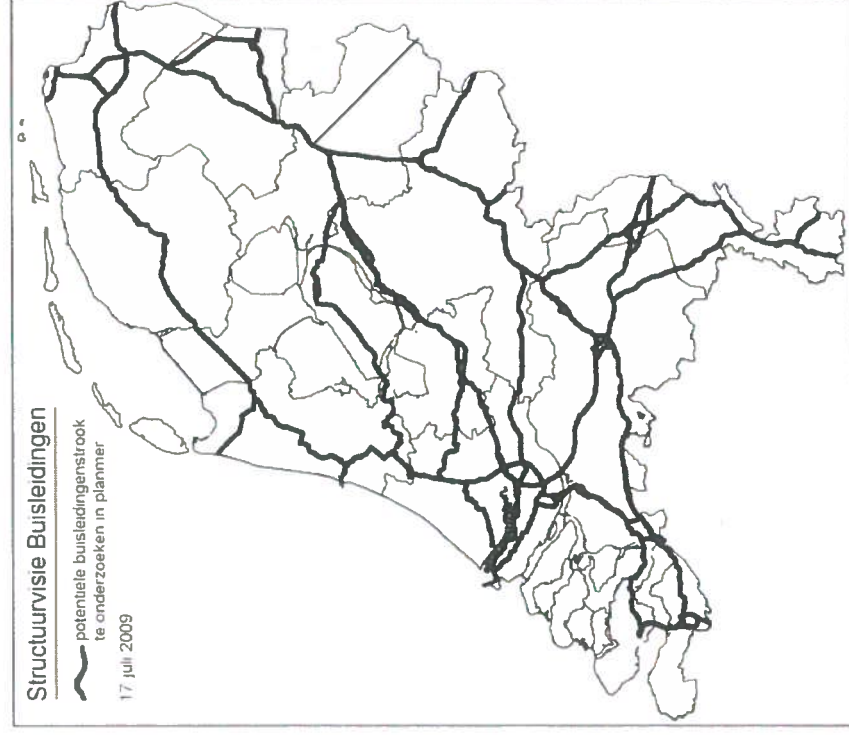 Structuurvisie Buisleidingen
potentiele buisleidingenstrook
te onderzoeken in planmer
17 juli 2009